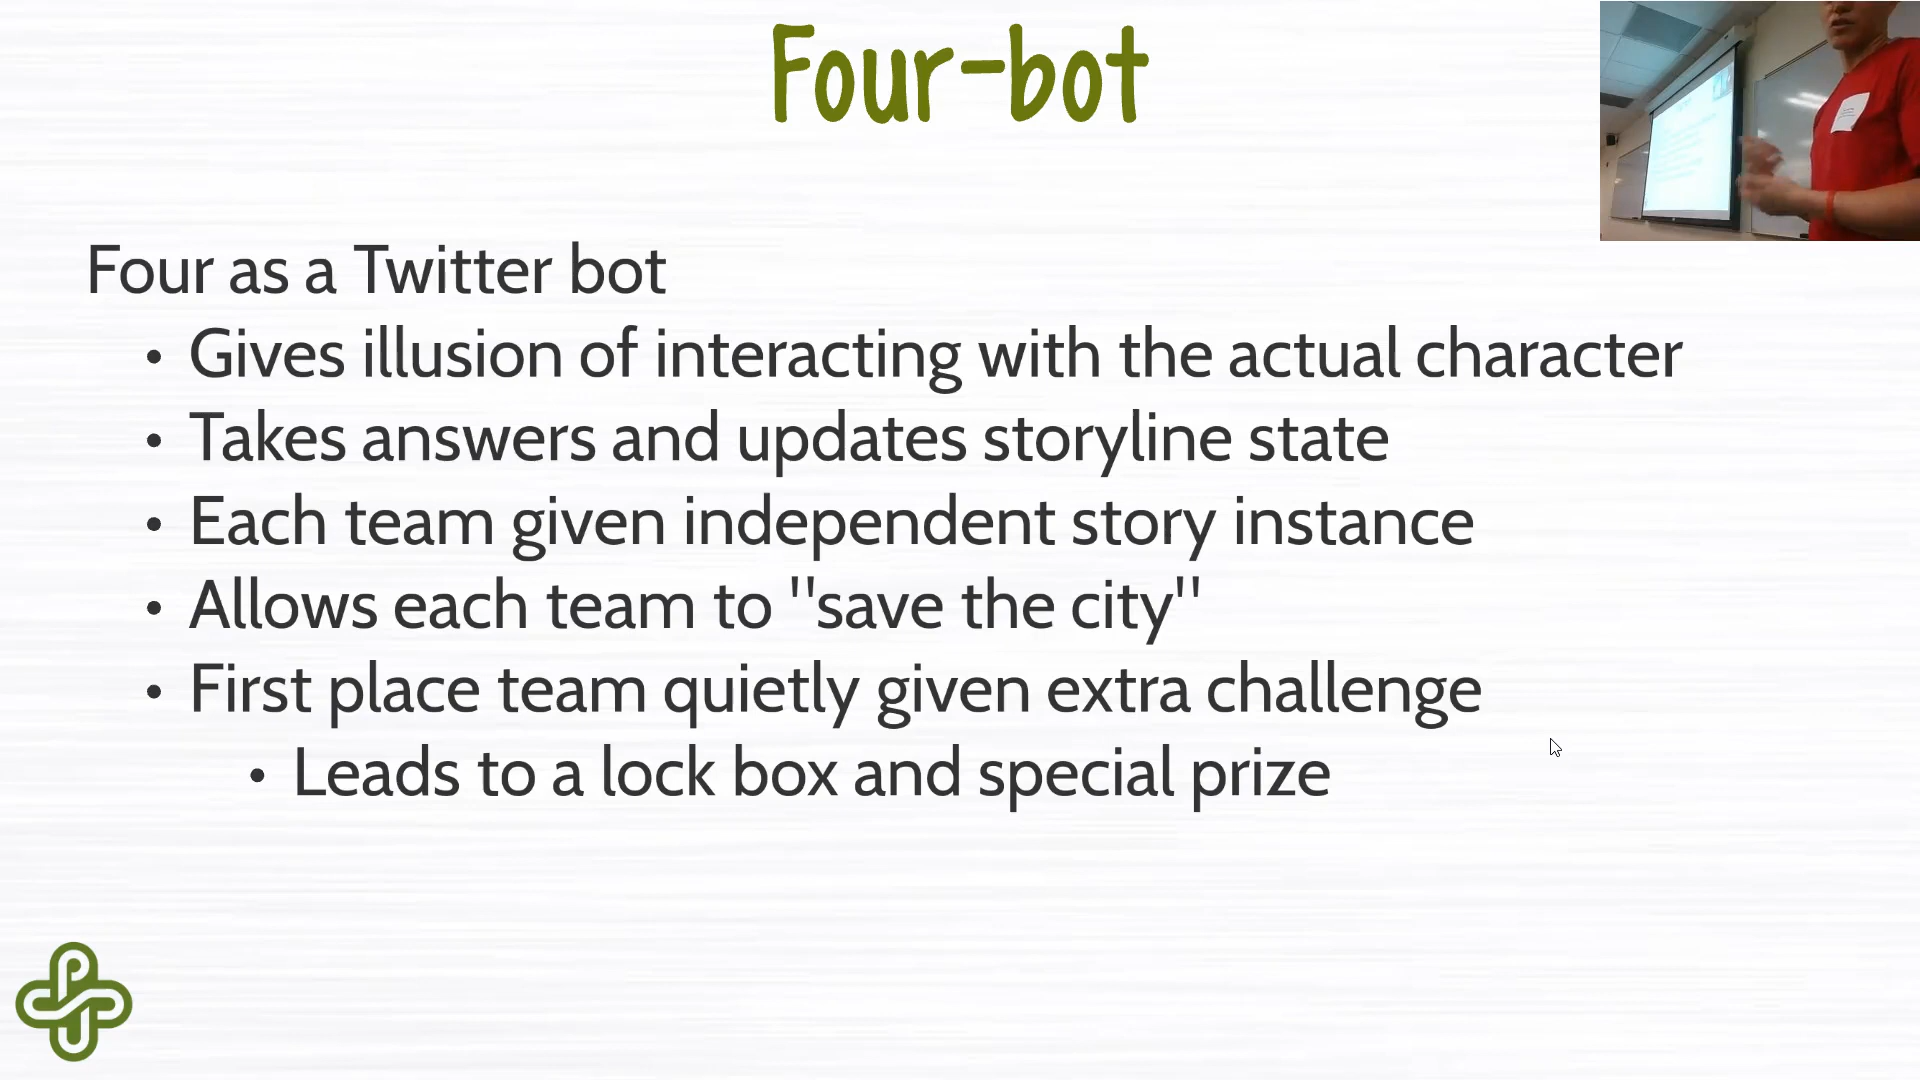 Four-bot
Four as a Twitter bot
• Gives illusion of interacting with the actual character
• Takes answers and updates storyline state
• Each team given independent story instance
• Allows each team to "save the city"
• First place team quietly given extra challenge
• Leads to a lock box and special prize